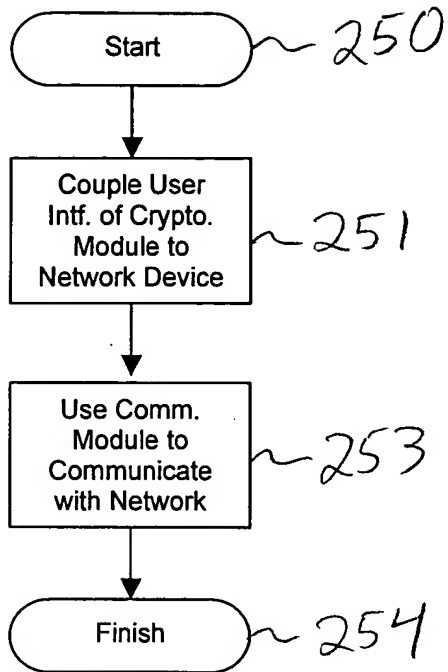 Start
250
Couple User
Intf. of Crypto.
Module to
Network Device
251
Use Comm.
Module to
Communicate
with Network
253
Finish
254